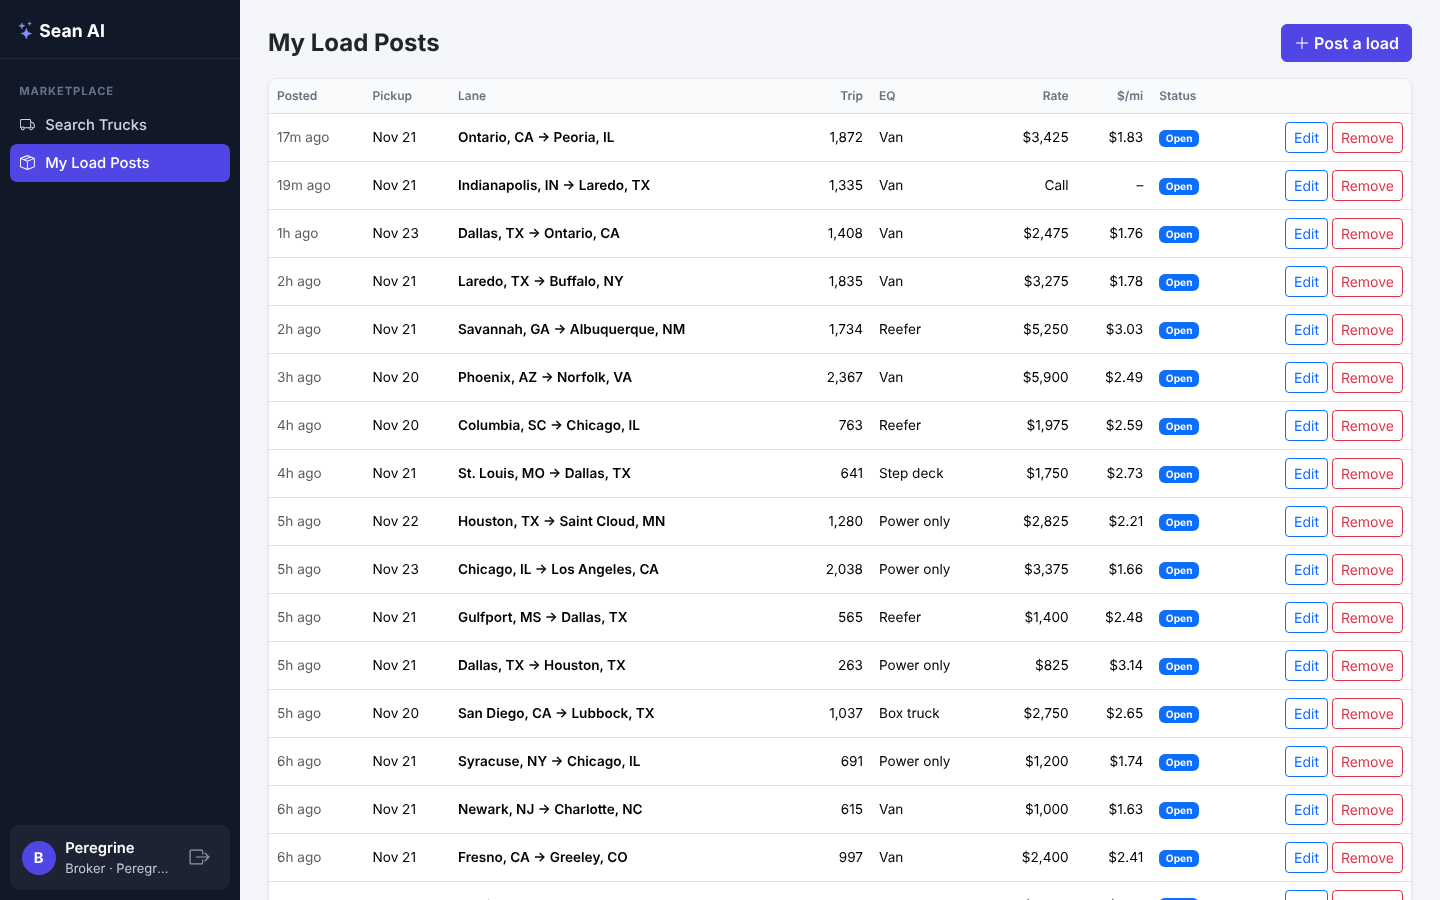 Sean AI
MARKETPLACE
Search Trucks
My Load Posts
Peregrine
B
Broker · Peregr...
My Load Posts
Post a load
Posted Pickup Lane Trip EQ Rate $/mi Status
17m ago Nov 21 Ontario, CA → Peoria, IL 1,872 Van $3,425 $1.83 Open Edit Remove
19m ago Nov 21 Indianapolis, IN → Laredo, TX 1,335 Van Call – Open Edit Remove
1h ago Nov 23 Dallas, TX → Ontario, CA 1,408 Van $2,475 $1.76 Open Edit Remove
2h ago Nov 21 Laredo, TX → Buffalo, NY 1,835 Van $3,275 $1.78 Open Edit Remove
2h ago Nov 21 Savannah, GA → Albuquerque, NM 1,734 Reefer $5,250 $3.03 Open Edit Remove
3h ago Nov 20 Phoenix, AZ → Norfolk, VA 2,367 Van $5,900 $2.49 Open Edit Remove
4h ago Nov 20 Columbia, SC → Chicago, IL 763 Reefer $1,975 $2.59 Open Edit Remove
4h ago Nov 21 St. Louis, MO → Dallas, TX 641 Step deck $1,750 $2.73 Open Edit Remove
5h ago Nov 22 Houston, TX → Saint Cloud, MN 1,280 Power only $2,825 $2.21 Open Edit Remove
5h ago Nov 23 Chicago, IL → Los Angeles, CA 2,038 Power only $3,375 $1.66 Open Edit Remove
5h ago Nov 21 Gulfport, MS → Dallas, TX 565 Reefer $1,400 $2.48 Open Edit Remove
5h ago Nov 21 Dallas, TX → Houston, TX 263 Power only $825 $3.14 Open Edit Remove
5h ago Nov 20 San Diego, CA → Lubbock, TX 1,037 Box truck $2,750 $2.65 Open Edit Remove
6h ago Nov 21 Syracuse, NY → Chicago, IL 691 Power only $1,200 $1.74 Open Edit Remove
6h ago Nov 21 Newark, NJ → Charlotte, NC 615 Van $1,000 $1.63 Open Edit Remove
6h ago Nov 21 Fresno, CA → Greeley, CO 997 Van $2,400 $2.41 Open Edit Remove